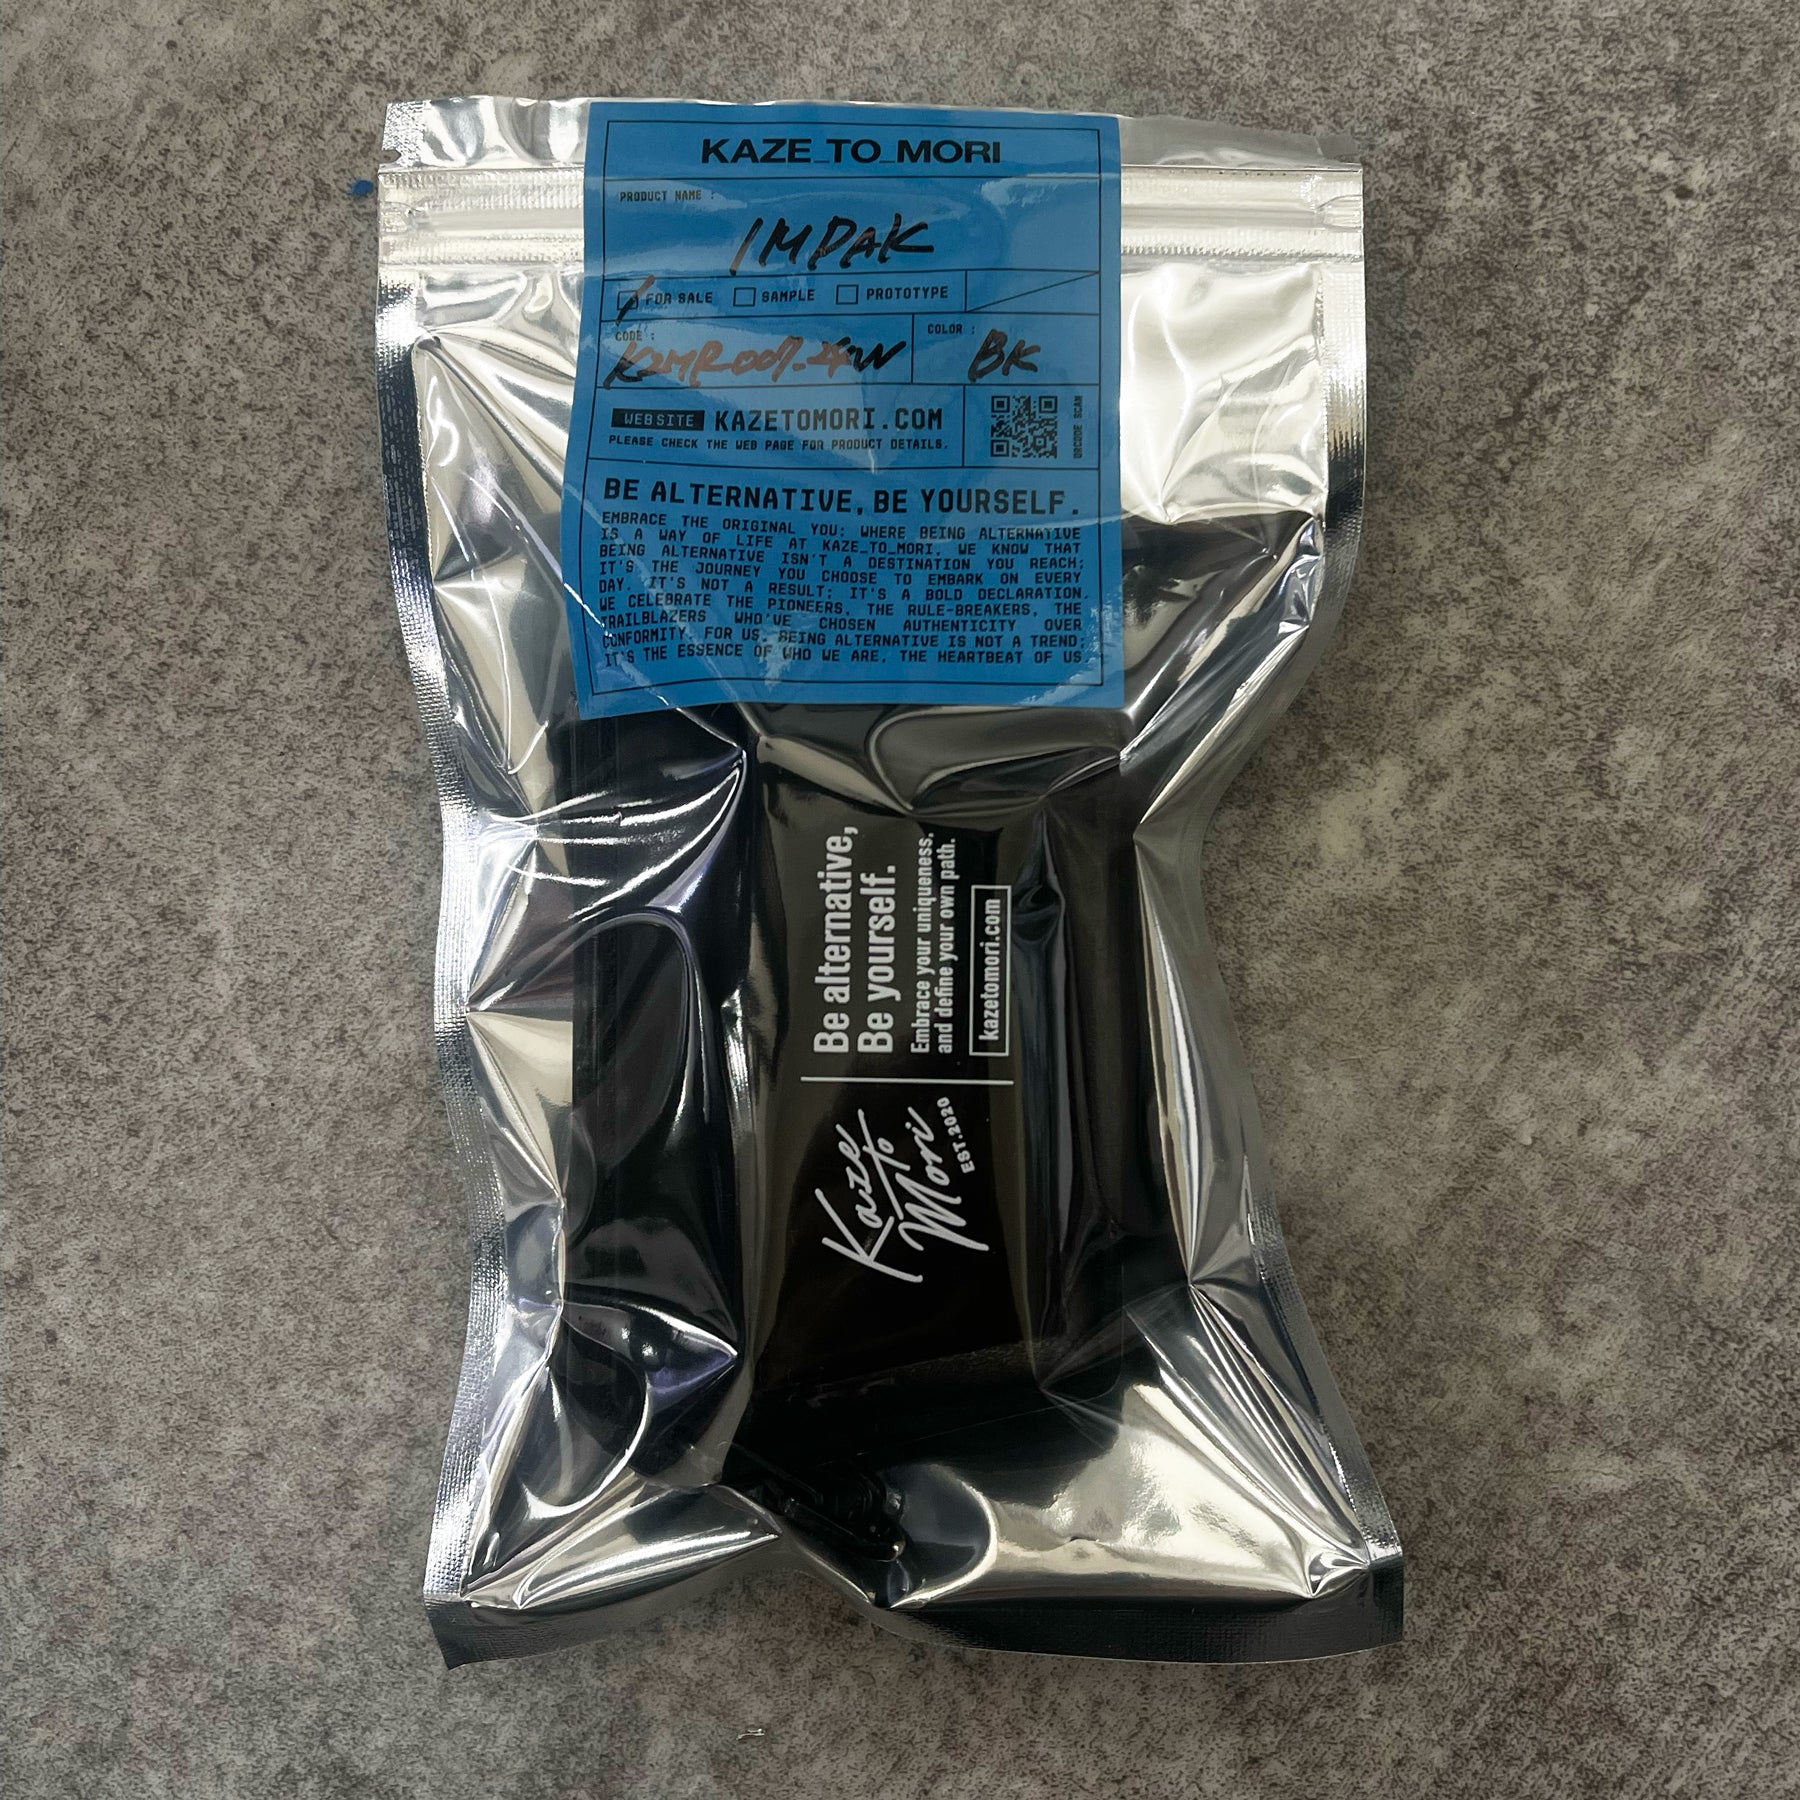 KAZE_TO_MORI
PRODUCT NAME :
IMPAK
FOR SALE SAMPLE PROTOTYPE
CODE : COLOR :
BK
WEBSITE KAZETOMORI.COM
PLEASE CHECK THE WEB PAGE FOR PRODUCT DETAILS.
QRCODE SCAN
BE ALTERNATIVE, BE YOURSELF.
EMBRACE THE ORIGINAL YOU; WHERE BEING ALTERNATIVE
IS A WAY OF LIFE AT KAZE_TO_MORI, WE KNOW THAT
BEING ALTERNATIVE ISN'T A DESTINATION YOU REACH;
IT'S THE JOURNEY YOU CHOOSE TO EMBARK ON EVERY
DAY. IT'S NOT A RESULT; IT'S A BOLD DECLARATION.
WE CELEBRATE THE PIONEERS, THE RULE-BREAKERS, THE
TRAILBLAZERS WHO'VE CHOSEN AUTHENTICITY OVER
CONFORMITY. FOR US, BEING ALTERNATIVE IS NOT A TREND;
IT'S THE ESSENCE OF WHO WE ARE, THE HEARTBEAT OF US
Be alternative,
Be yourself.
Embrace your uniqueness.
and define your own path.
kazetomori.com
Kaze
to
Mori
EST.2020